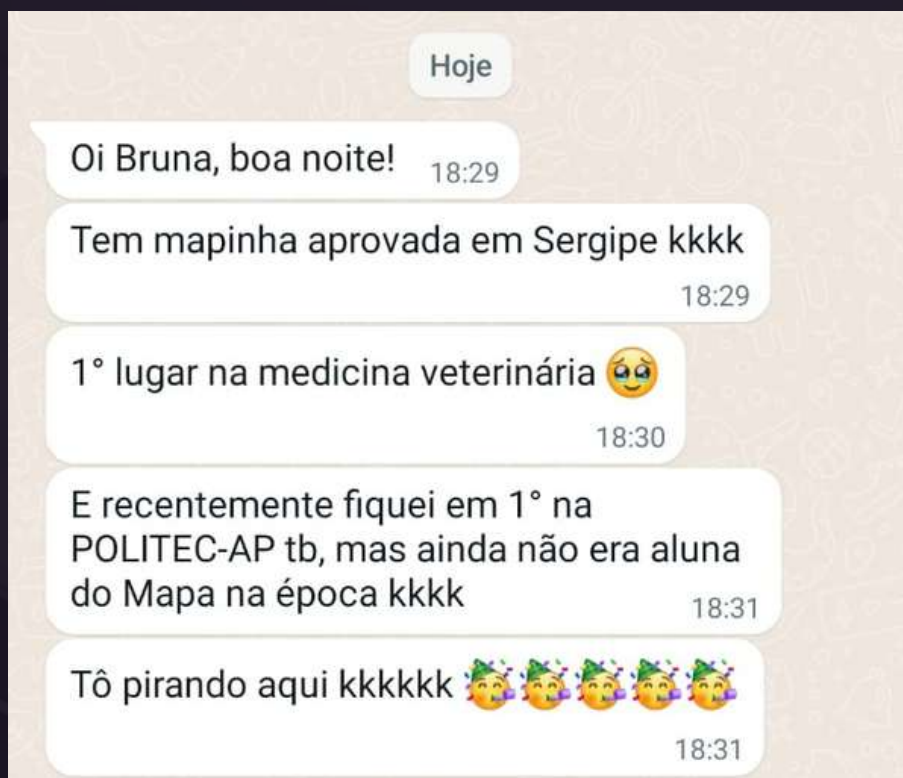 Hoje
Oi Bruna, boa noite!
18:29
Tem mapinha aprovada em Sergipe kkkk
18:29
1° lugar na medicina veterinária 🥹
18:30
E recentemente fiquei em 1° na
POLITEC-AP tb, mas ainda não era aluna
do Mapa na época kkkk
18:31
Tô pirando aqui kkkkkk 🥳🥳🥳🥳🥳
18:31